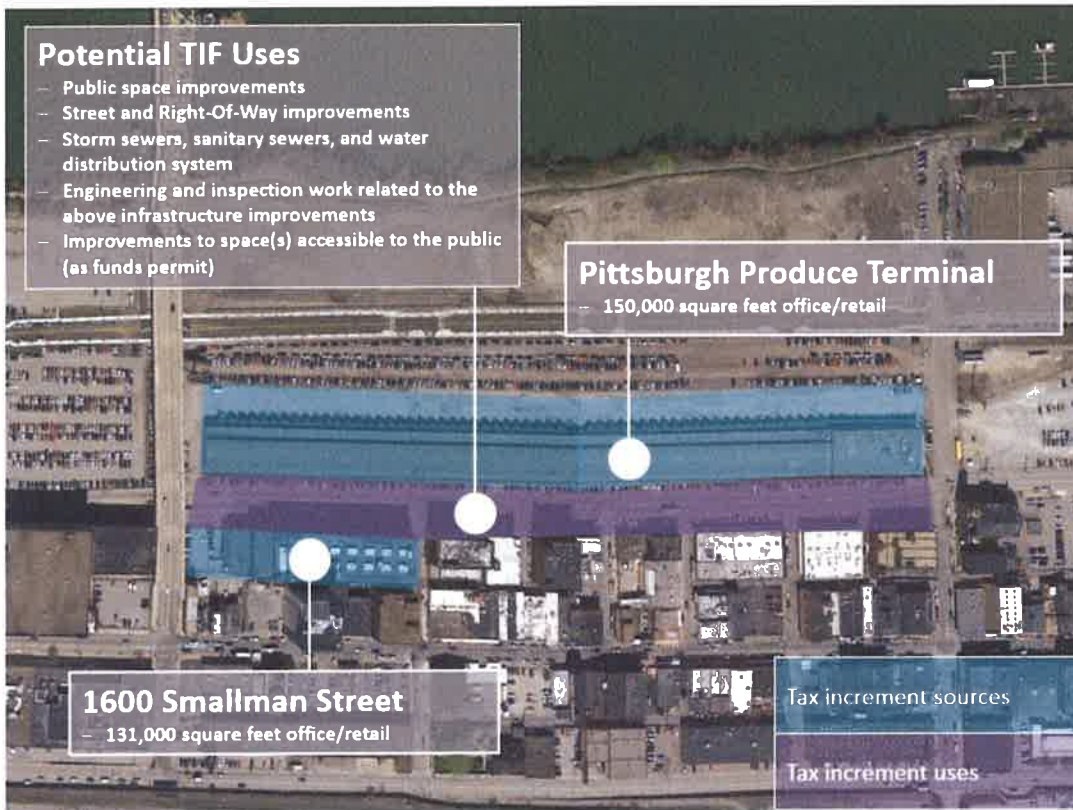 Potential TIF Uses
– Public space improvements
– Street and Right-Of-Way improvements
– Storm sewers, sanitary sewers, and water
distribution system
– Engineering and inspection work related to the
above infrastructure improvements
– Improvements to space(s) accessible to the public
(as funds permit)
Pittsburgh Produce Terminal
– 150,000 square feet office/retail
1600 Smallman Street
– 131,000 square feet office/retail
Tax increment sources
Tax increment uses